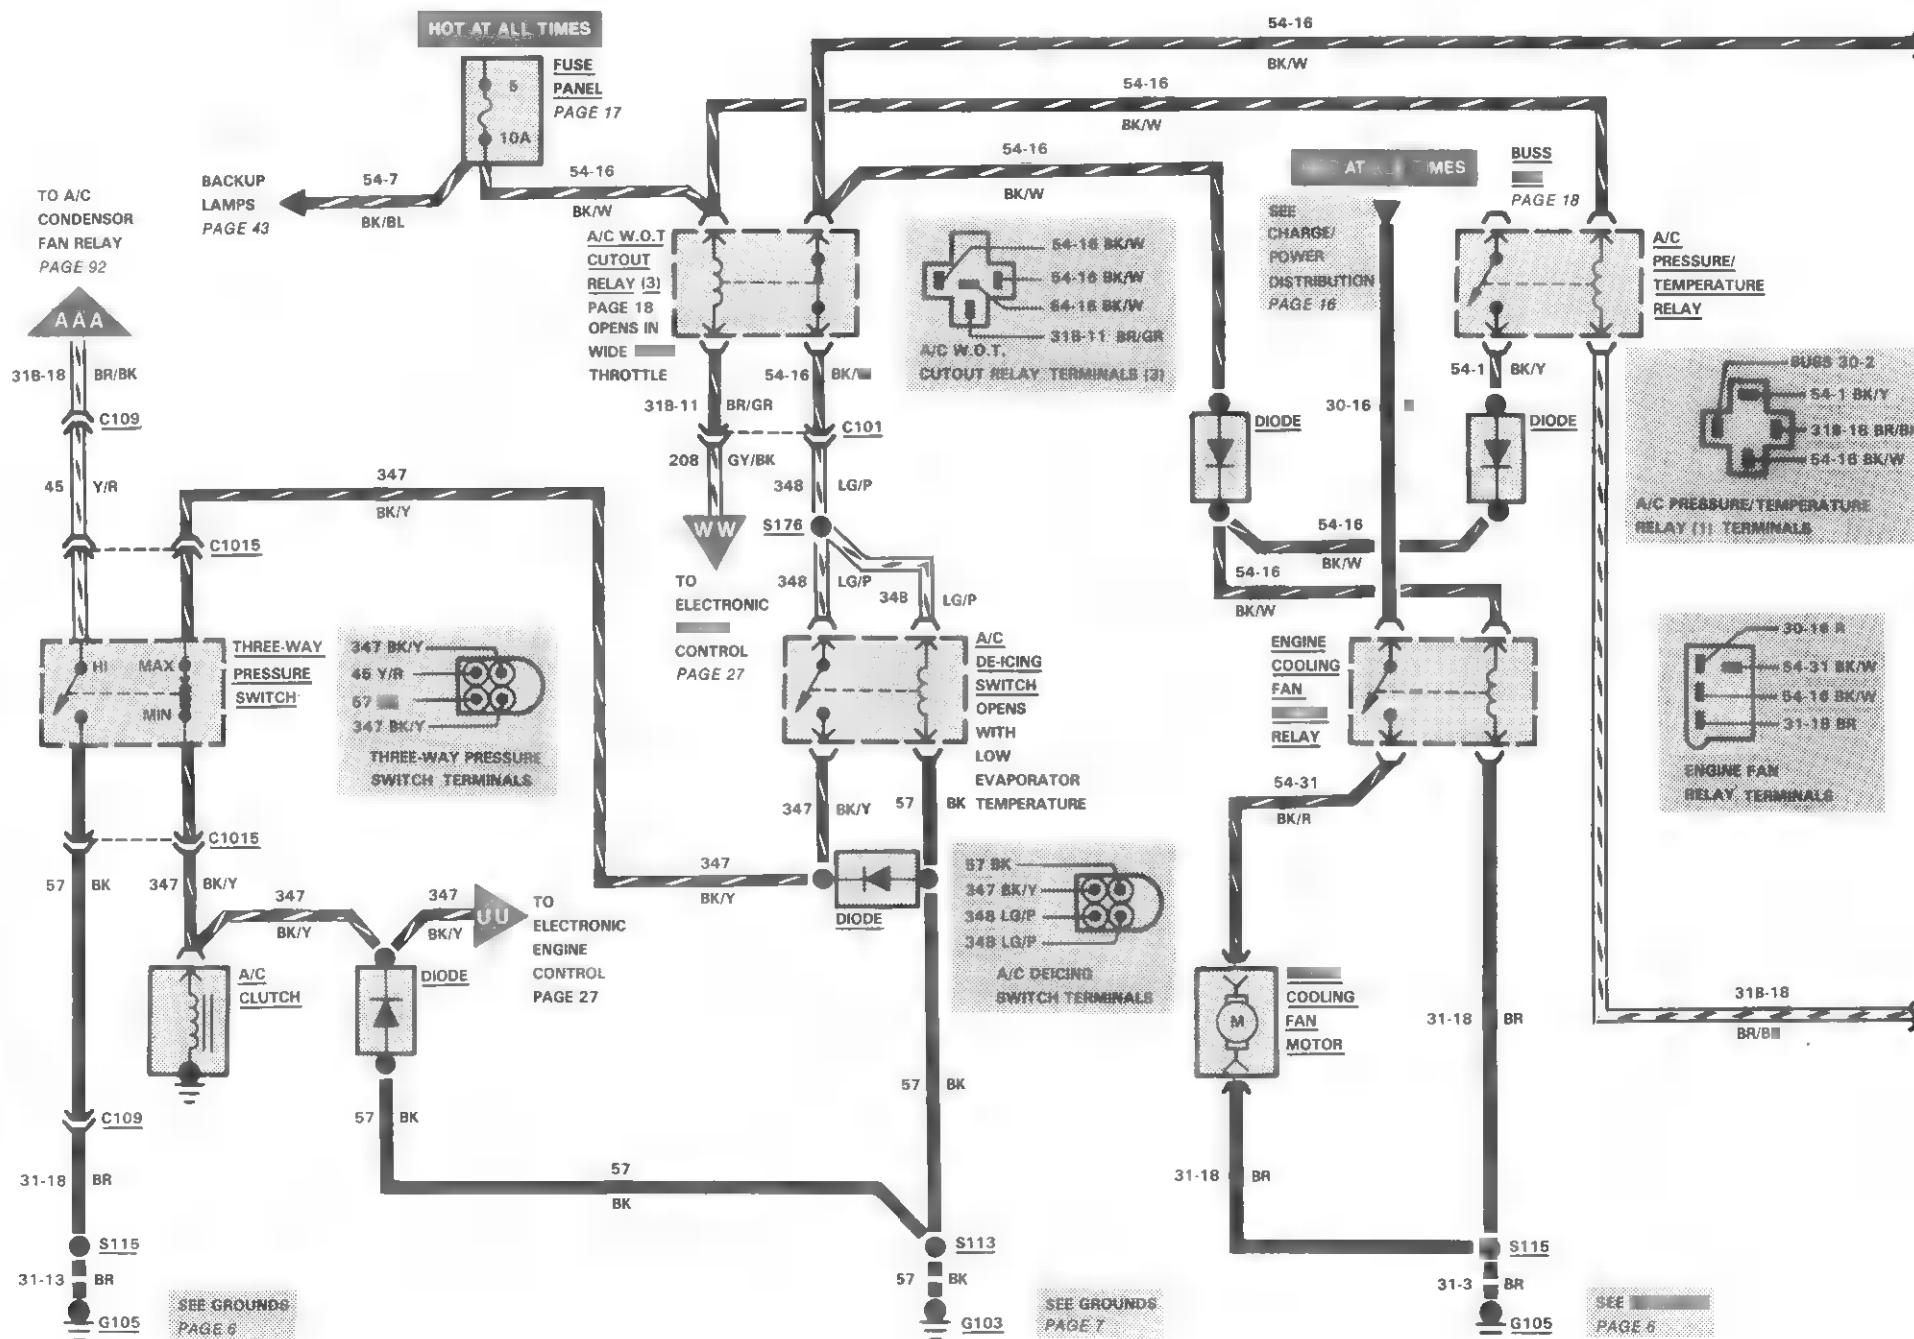 HOT AT ALL TIMES
FUSE
PANEL
PAGE 17
5
10A
54-7
BK/BL
BACKUP
LAMPS
PAGE 43
54-16
BK/W
54-16
BK/W
54-16
BK/W
54-16
BK/W
AT TIMES
BUSS
PAGE 18
SEE
CHARGE/
POWER
DISTRIBUTION
PAGE 16
A/C
PRESSURE/
TEMPERATURE
RELAY
TO A/C
CONDENSOR
FAN RELAY
PAGE 92
AAA
31B-18
BR/BK
C109
45
Y/R
C1015
347
BK/Y
A/C W.O.T
CUTOUT
RELAY (3)
PAGE 18
OPENS IN
WIDE
THROTTLE
54-16 BK/W
54-16 BK/W
54-16 BK/W
31B-11 BR/GR
A/C W.O.T.
CUTOUT RELAY TERMINALS (3)
31B-11
BR/GR
54-16
C101
208
GY/BK
348
LG/P
WW
S176
TO
ELECTRONIC
CONTROL
PAGE 27
348
LG/P
348
LG/P
DIODE
30-16
54-1
BK/Y
DIODE
54-16
BK/W
54-16
BK/W
BUSS 30-2
54-1 BK/Y
31B-18 BR/BK
54-16 BK/W
A/C PRESSURE/TEMPERATURE
RELAY (1) TERMINALS
HI
MAX
MIN
THREE-WAY
PRESSURE
SWITCH
347 BK/Y
45 Y/R
57
347 BK/Y
THREE-WAY PRESSURE
SWITCH TERMINALS
A/C
DE-ICING
SWITCH
OPENS
WITH
LOW
EVAPORATOR
TEMPERATURE
ENGINE
COOLING
FAN
RELAY
30-16 R
54-31 BK/W
54-16 BK/W
31-18 BR
ENGINE FAN
RELAY TERMINALS
C1015
57
BK
347
BK/Y
347
BK/Y
347
BK/Y
UU
TO
ELECTRONIC
ENGINE
CONTROL
PAGE 27
347
BK/Y
347
BK/Y
57
BK
DIODE
57 BK
347 BK/Y
348 LG/P
348 LG/P
A/C DEICING
SWITCH TERMINALS
54-31
BK/R
A/C
CLUTCH
DIODE
M
COOLING
FAN
MOTOR
31-18
BR
31B-18
C109
57
BK
57
BK
57
BK
31-18
BR
31-18
BR
S115
31-13
BR
G105
SEE GROUNDS
PAGE 6
S113
57
BK
G103
SEE GROUNDS
PAGE 7
S115
31-3
BR
G105
SEE
PAGE 6